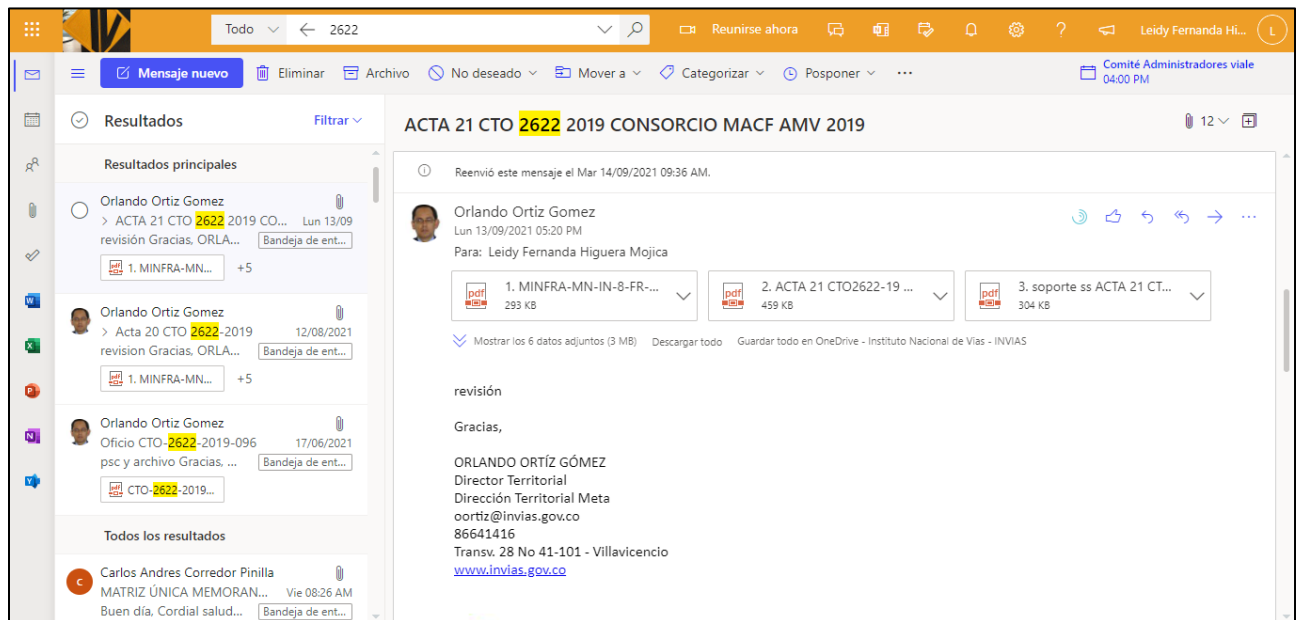 Todo 2622 Reunirse ahora Leidy Fernanda Hi... L
Mensaje nuevo Eliminar Archivo No deseado Mover a Categorizar Posponer ... Comité Administradores viale
04:00 PM
Resultados Filtrar
Resultados principales
Orlando Ortiz Gomez
> ACTA 21 CTO 2622 2019 CO... Lun 13/09
revisión Gracias, ORLA... Bandeja de ent...
1. MINFRA-MN... +5
Orlando Ortiz Gomez
> Acta 20 CTO 2622-2019 12/08/2021
revision Gracias, ORLA... Bandeja de ent...
1. MINFRA-MN... +5
Orlando Ortiz Gomez
Oficio CTO-2622-2019-096 17/06/2021
psc y archivo Gracias, ... Bandeja de ent...
CTO-2622-2019...
Todos los resultados
C Carlos Andres Corredor Pinilla
MATRIZ ÚNICA MEMORAN... Vie 08:26 AM
Buen día, Cordial salud... Bandeja de ent...
ACTA 21 CTO 2622 2019 CONSORCIO MACF AMV 2019 12
Reenvió este mensaje el Mar 14/09/2021 09:36 AM.
Orlando Ortiz Gomez
Lun 13/09/2021 05:20 PM
Para: Leidy Fernanda Higuera Mojica
pdf 1. MINFRA-MN-IN-8-FR-... 293 KB
pdf 2. ACTA 21 CTO2622-19 ... 459 KB
pdf 3. soporte ss ACTA 21 CT... 304 KB
Mostrar los 6 datos adjuntos (3 MB) Descargar todo Guardar todo en OneDrive - Instituto Nacional de Vias - INVIAS
revisión
Gracias,
ORLANDO ORTÍZ GÓMEZ
Director Territorial
Dirección Territorial Meta
oortiz@invias.gov.co
86641416
Transv. 28 No 41-101 - Villavicencio
www.invias.gov.co